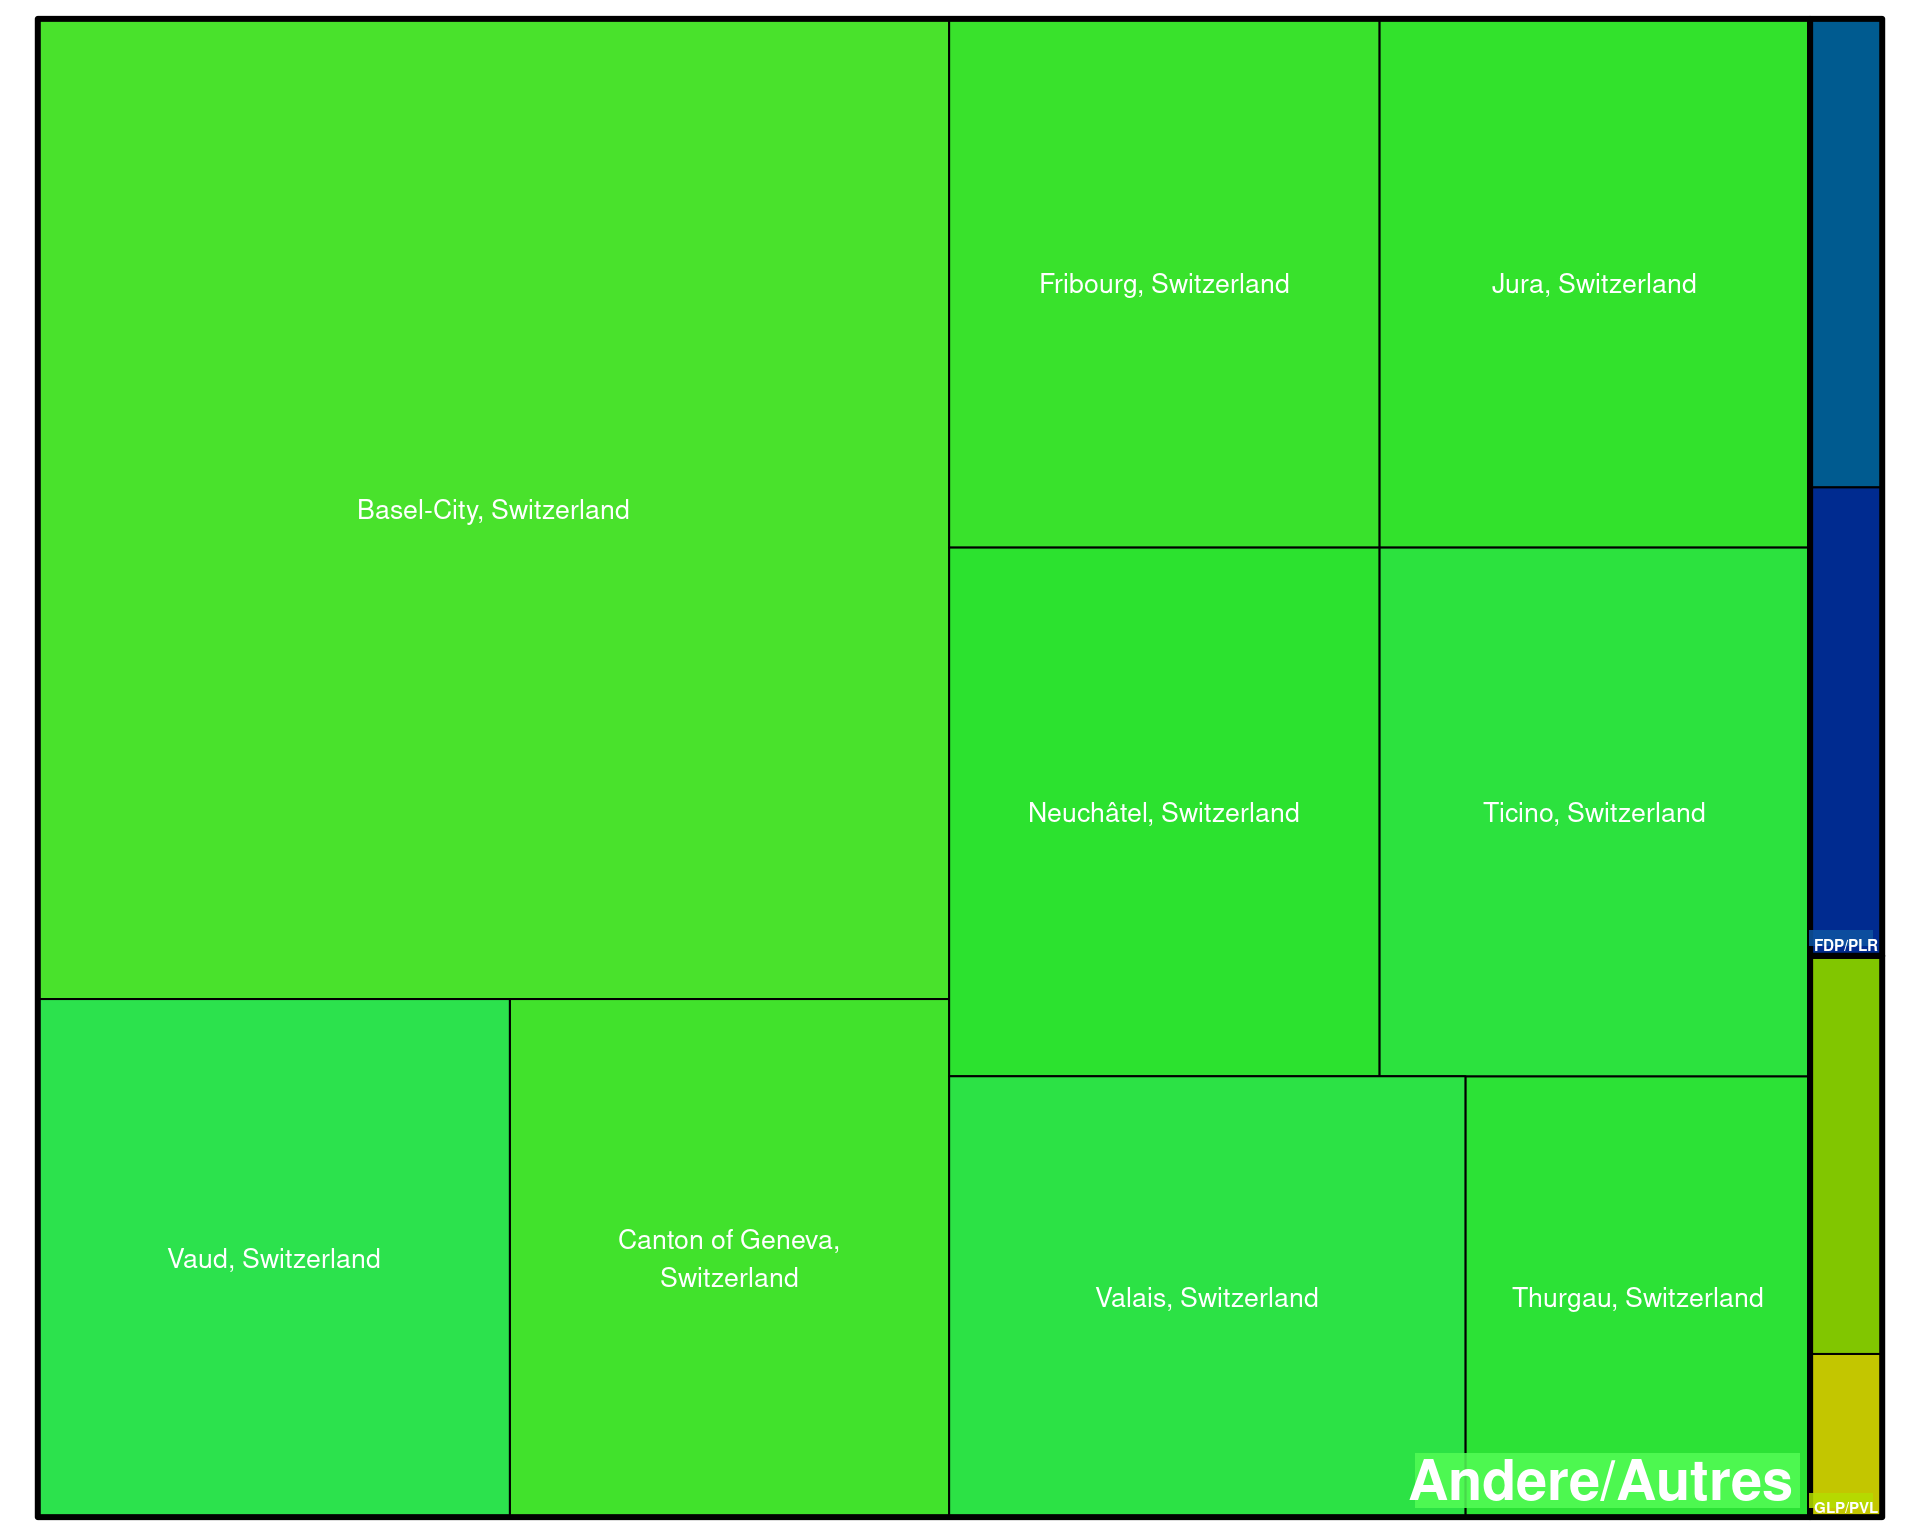 Basel-City, Switzerland
Fribourg, Switzerland
Jura, Switzerland
Neuchâtel, Switzerland
Ticino, Switzerland
FDP/PLR
Vaud, Switzerland
Canton of Geneva,
Switzerland
Valais, Switzerland
Thurgau, Switzerland
Andere/Autres
GLP/PVL